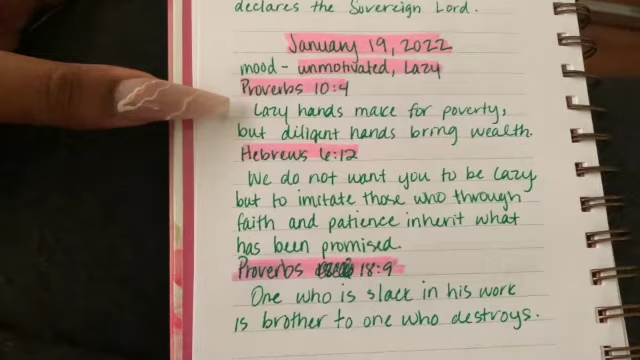 declares the Sovereign Lord.
January 19, 2022
mood - unmotivated, Lazy
Proverbs 10:4
Lazy hands make for poverty,
but diligent hands bring wealth.
Hebrews 6:12
We do not want you to be lazy
but to imitate those who through
faith and patience inherit what
has been promised.
Proverbs 18:9
One who is slack in his work
is brother to one who destroys.